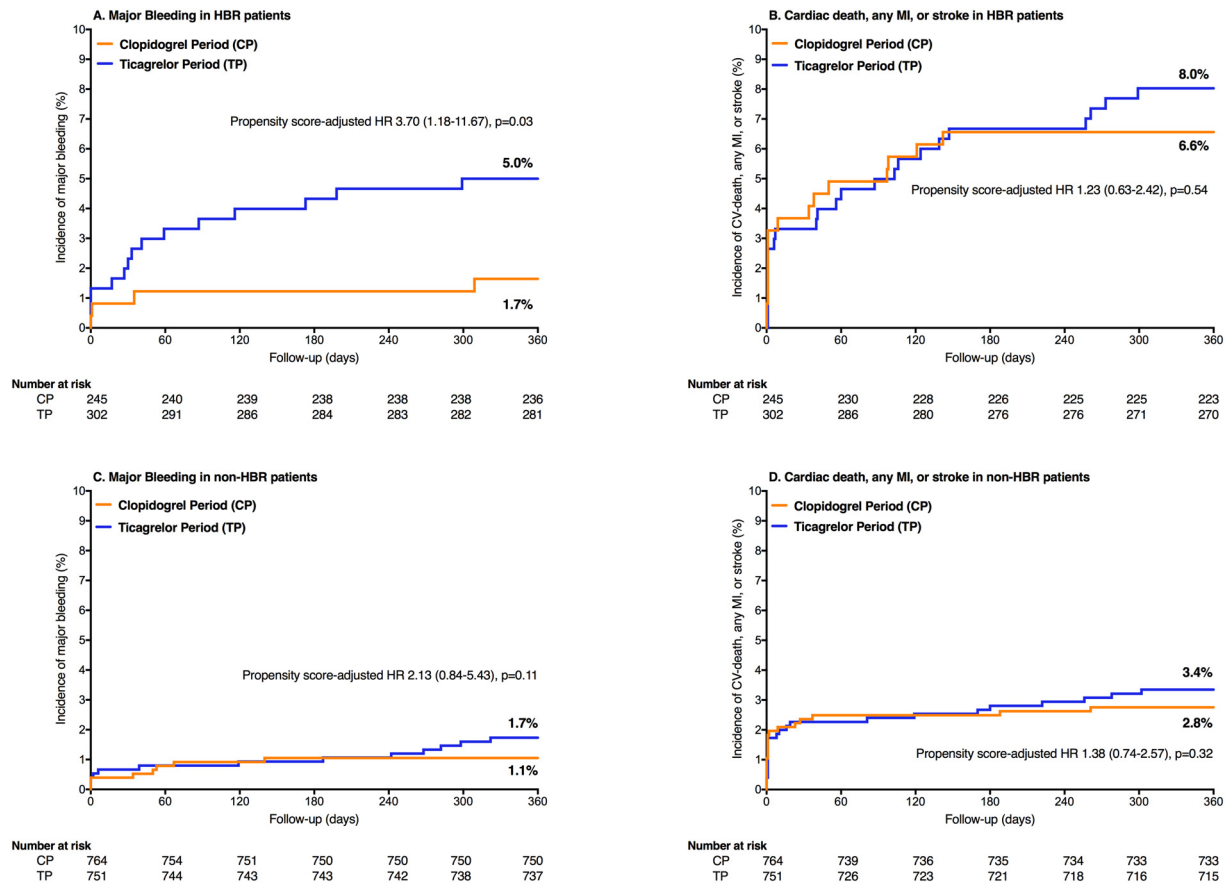 A. Major Bleeding in HBR patients
Clopidogrel Period (CP)
Ticagrelor Period (TP)
Propensity score-adjusted HR 3.70 (1.18-11.67), p=0.03
5.0%
1.7%
Incidence of major bleeding (%)
10
9
8
7
6
5
4
3
2
1
0
0 60 120 180 240 300 360
Follow-up (days)
Number at risk
CP 245 240 239 238 238 238 236
TP 302 291 286 284 283 282 281
B. Cardiac death, any MI, or stroke in HBR patients
Clopidogrel Period (CP)
Ticagrelor Period (TP)
8.0%
6.6%
Propensity score-adjusted HR 1.23 (0.63-2.42), p=0.54
Incidence of CV-death, any MI, or stroke (%)
10
9
8
7
6
5
4
3
2
1
0
0 60 120 180 240 300 360
Follow-up (days)
Number at risk
CP 245 230 228 226 225 225 223
TP 302 286 280 276 276 271 270
C. Major Bleeding in non-HBR patients
Clopidogrel Period (CP)
Ticagrelor Period (TP)
Propensity score-adjusted HR 2.13 (0.84-5.43), p=0.11
1.7%
1.1%
Incidence of major bleeding (%)
10
9
8
7
6
5
4
3
2
1
0
0 60 120 180 240 300 360
Follow-up (days)
Number at risk
CP 764 754 751 750 750 750 750
TP 751 744 743 743 742 738 737
D. Cardiac death, any MI, or stroke in non-HBR patients
Clopidogrel Period (CP)
Ticagrelor Period (TP)
3.4%
2.8%
Propensity score-adjusted HR 1.38 (0.74-2.57), p=0.32
Incidence of CV-death, any MI, or stroke (%)
10
9
8
7
6
5
4
3
2
1
0
0 60 120 180 240 300 360
Follow-up (days)
Number at risk
CP 764 739 736 735 734 733 733
TP 751 726 723 721 718 716 715